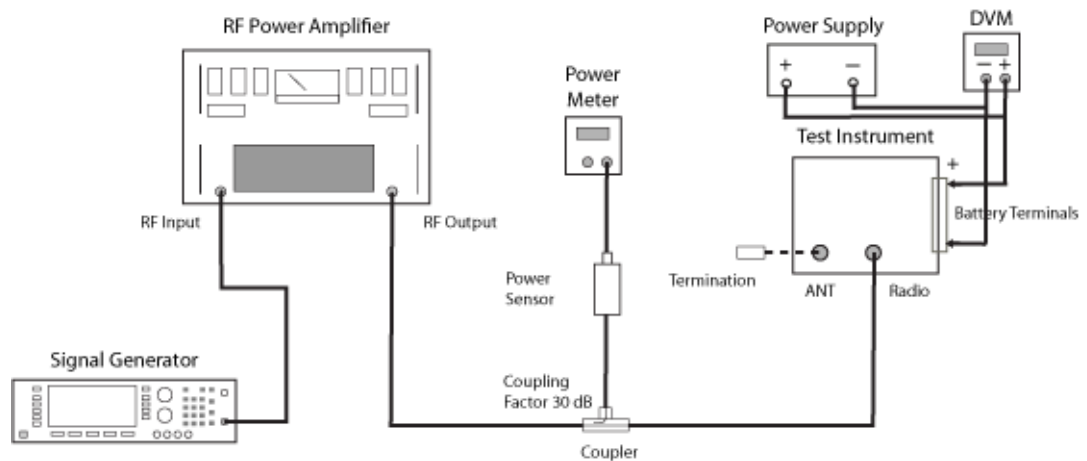 RF Power Amplifier
Power Supply
DVM
+
−
− +
Power
Meter
Test Instrument
+
RF Input
RF Output
Battery Terminals
Power
Sensor
Termination
ANT
Radio
Signal Generator
Coupling
Factor 30 dB
Coupler